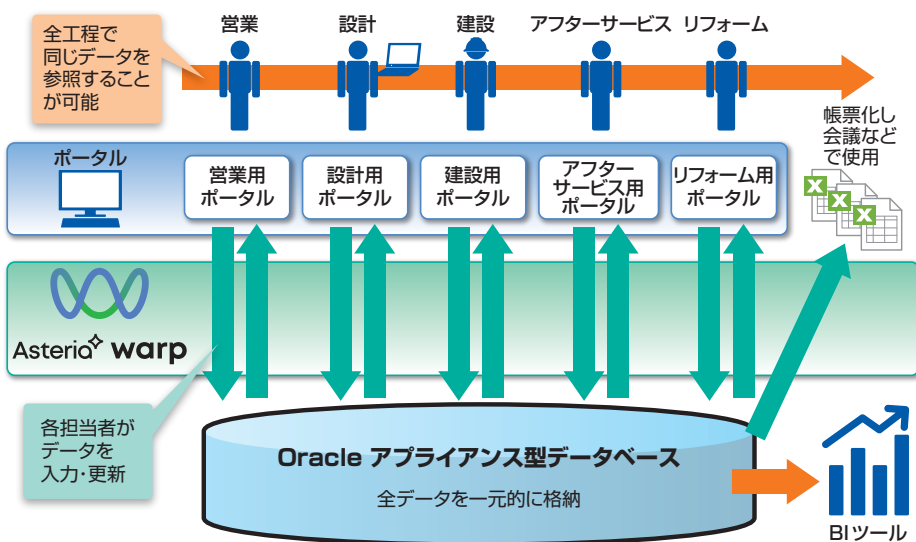 全工程で
同じデータを
参照すること
が可能
営業
設計
建設
アフターサービス
リフォーム
帳票化し
会議など
で使用
ポータル
営業用
ポータル
設計用
ポータル
建設用
ポータル
アフター
サービス用
ポータル
リフォーム用
ポータル
X
X
X
Asteria warp
各担当者が
データを
入力・更新
Oracle アプライアンス型データベース
全データを一元的に格納
BIツール